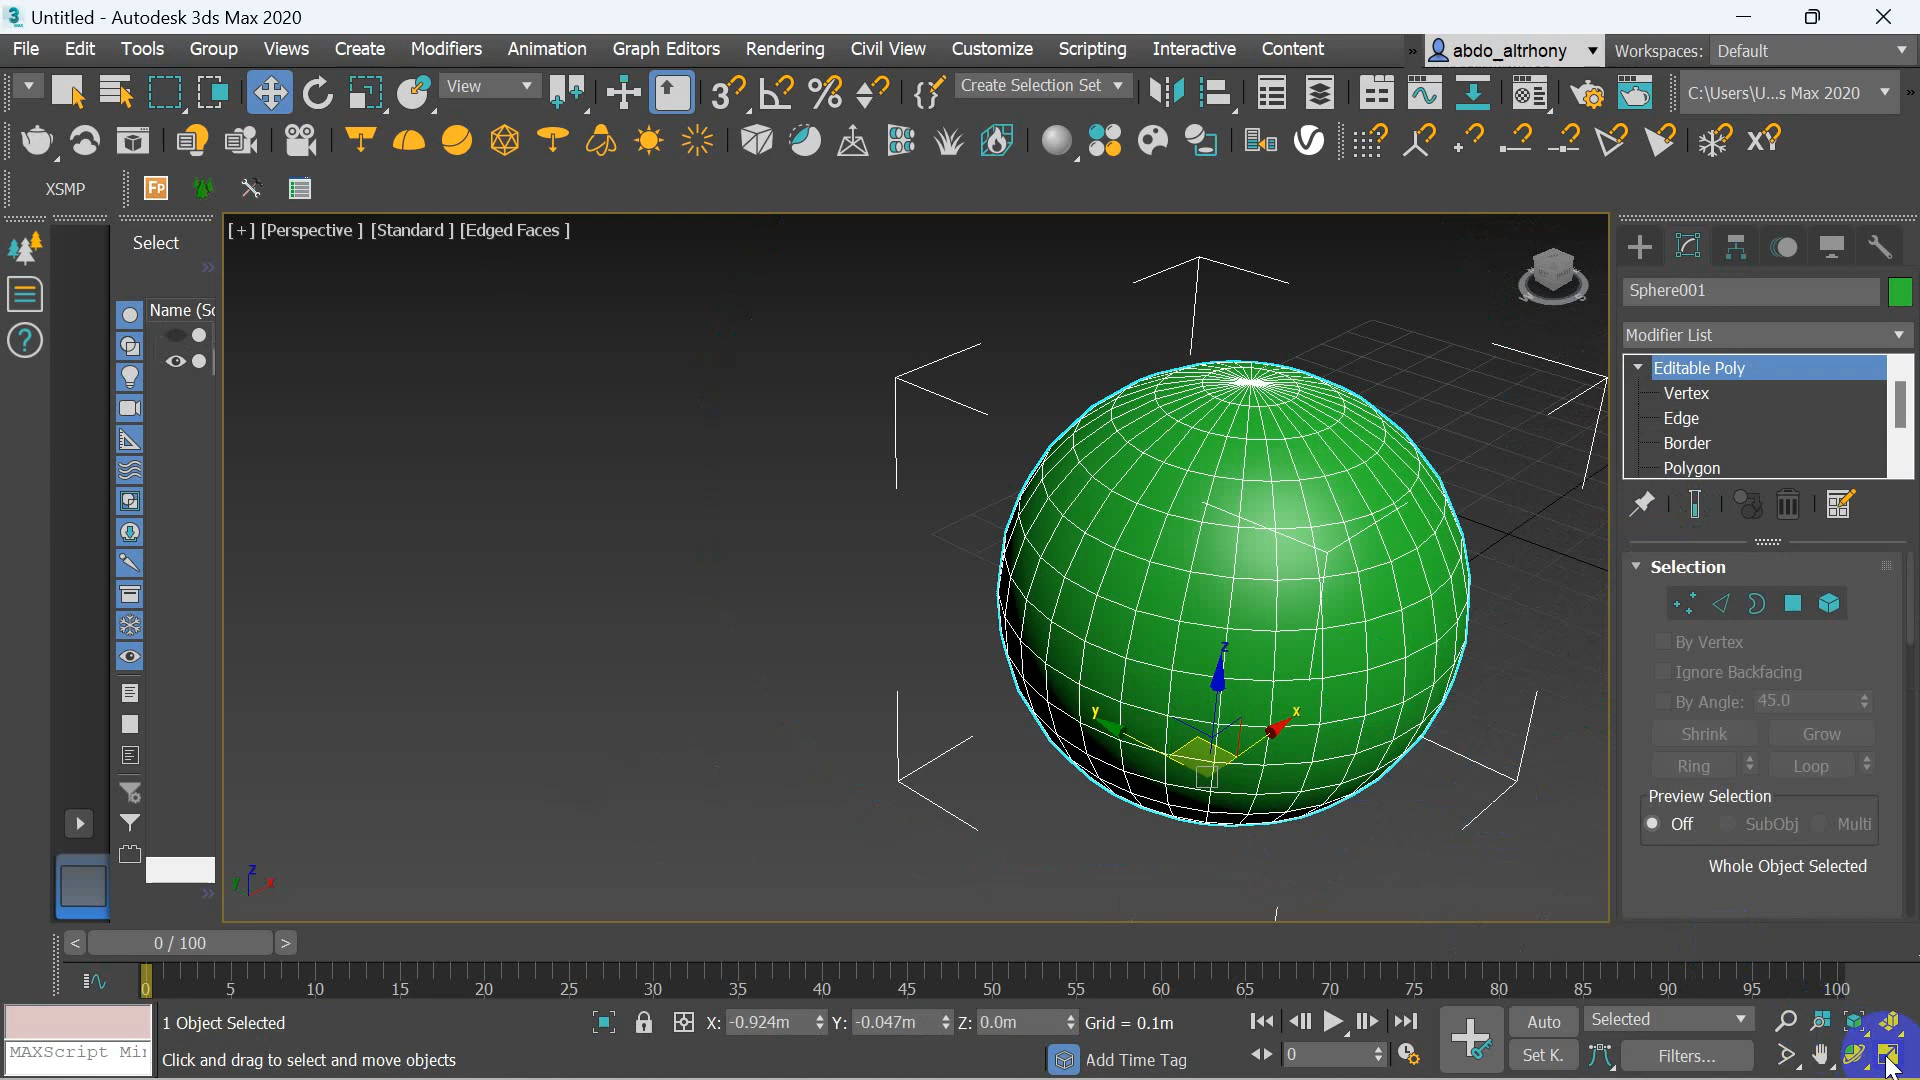 Untitled - Autodesk 3ds Max 2020
File Edit Tools Group Views Create Modifiers Animation Graph Editors Rendering Civil View Customize Scripting Interactive Content
» abdo_altrhony Workspaces: Default
View Create Selection Set C:\Users\U...s Max 2020 »
XSMP Fp
Select
[+] [Perspective ] [Standard ] [Edged Faces ]
»
Name (Sc
Sphere001
Modifier List
Editable Poly
Vertex
Edge
Border
Polygon
Selection
By Vertex
Ignore Backfacing
By Angle: 45.0
Shrink Grow
Ring Loop
Preview Selection
Off SubObj Multi
Whole Object Selected
z
y x
z
y x
»
< 0 / 100 >
0 5 10 15 20 25 30 35 40 45 50 55 60 65 70 75 80 85 90 95 100
1 Object Selected X: -0.924m Y: -0.047m Z: 0.0m Grid = 0.1m Auto Selected
MAXScript Mi Click and drag to select and move objects Add Time Tag 0 Set K. Filters...